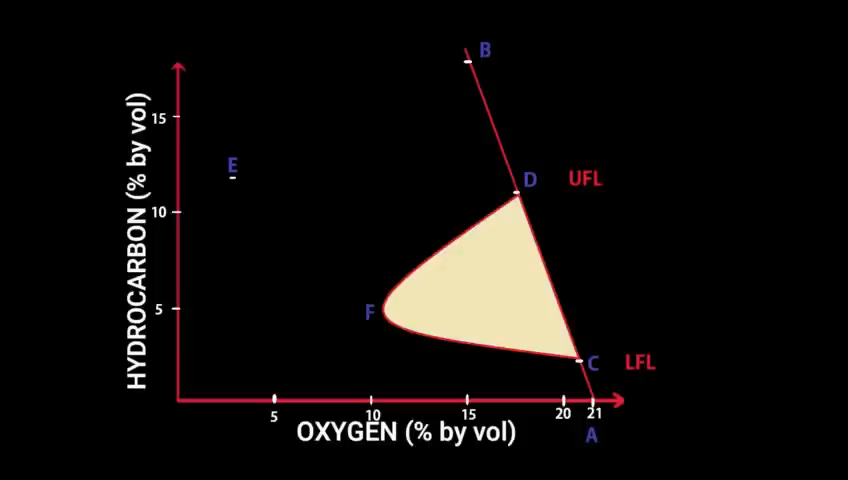 B
15
E
D UFL
10
HYDROCARBON (% by vol)
5
F
C LFL
5 10 15 20 21
OXYGEN (% by vol)
A